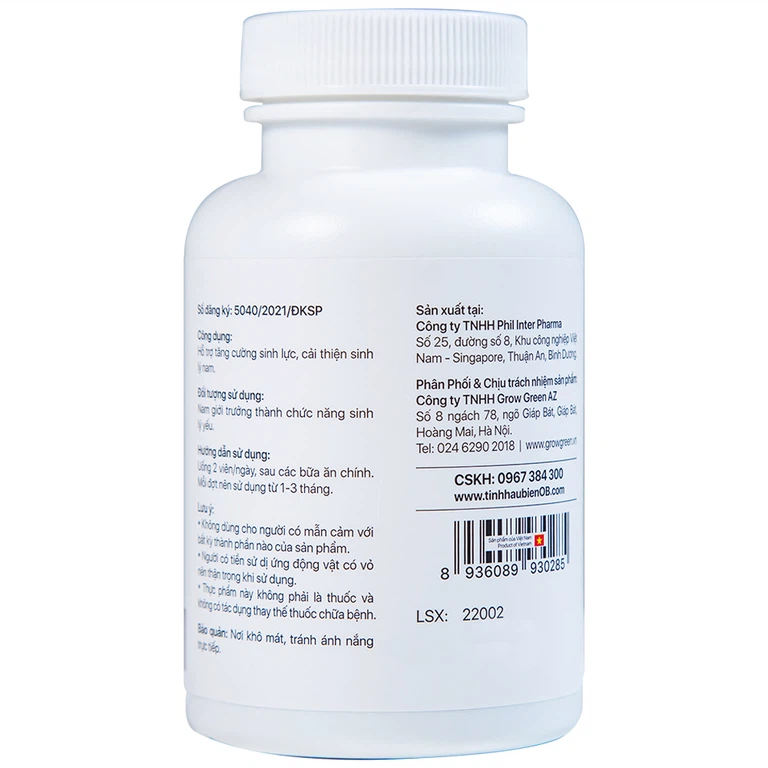 Số đăng ký: 5040/2021/ĐKSP
Công dụng:
Hỗ trợ tăng cường sinh lực, cải thiện sinh
lý nam.
Đối tượng sử dụng:
Nam giới trưởng thành chức năng sinh
lý yếu.
Hướng dẫn sử dụng:
Uống 2 viên/ngày, sau các bữa ăn chính.
Mỗi đợt nên sử dụng từ 1-3 tháng.
Lưu ý:
• Không dùng cho người có mẫn cảm với
bất kỳ thành phần nào của sản phẩm.
• Người có tiền sử dị ứng động vật có vỏ
nên thận trọng khi sử dụng.
• Thực phẩm này không phải là thuốc và
không có tác dụng thay thế thuốc chữa bệnh.
Bảo quản: Nơi khô mát, tránh ánh nắng
trực tiếp.
Sản xuất tại:
Công ty TNHH Phil Inter Pharma
Số 25, đường số 8, Khu công nghiệp Việt
Nam - Singapore, Thuận An, Bình Dương.
Phân Phối & Chịu trách nhiệm sản phẩm:
Công ty TNHH Grow Green AZ
Số 8 ngách 78, ngõ Giáp Bát, Giáp Bát,
Hoàng Mai, Hà Nội.
Tel: 024 6290 2018 | www.growgreen.vn
CSKH: 0967 384 300
www.tinhhaubienOB.com
Sản phẩm của Việt Nam
Product of Vietnam
8 936089 930285
LSX: 22002